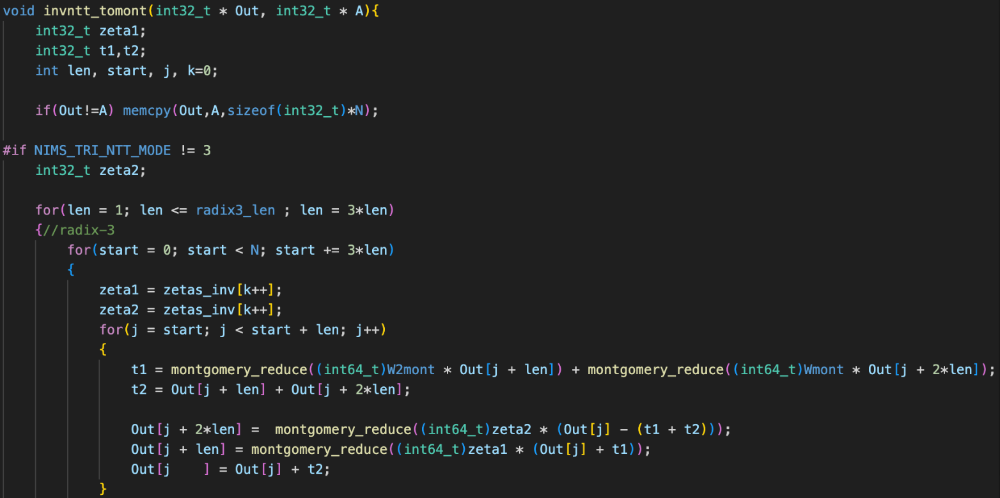 void invntt_tomont(int32_t * Out, int32_t * A){
    int32_t zeta1;
    int32_t t1,t2;
    int len, start, j, k=0;

    if(Out!=A) memcpy(Out,A,sizeof(int32_t)*N);

#if NIMS_TRI_NTT_MODE != 3
    int32_t zeta2;

    for(len = 1; len <= radix3_len ; len = 3*len)
    {//radix-3
        for(start = 0; start < N; start += 3*len)
        {
            zeta1 = zetas_inv[k++];
            zeta2 = zetas_inv[k++];
            for(j = start; j < start + len; j++)
            {
                t1 = montgomery_reduce((int64_t)W2mont * Out[j + len]) + montgomery_reduce((int64_t)Wmont * Out[j + 2*len]);
                t2 = Out[j + len] + Out[j + 2*len];

                Out[j + 2*len] =  montgomery_reduce((int64_t)zeta2 * (Out[j] - (t1 + t2)));
                Out[j + len] = montgomery_reduce((int64_t)zeta1 * (Out[j] + t1));
                Out[j    ] = Out[j] + t2;
            }